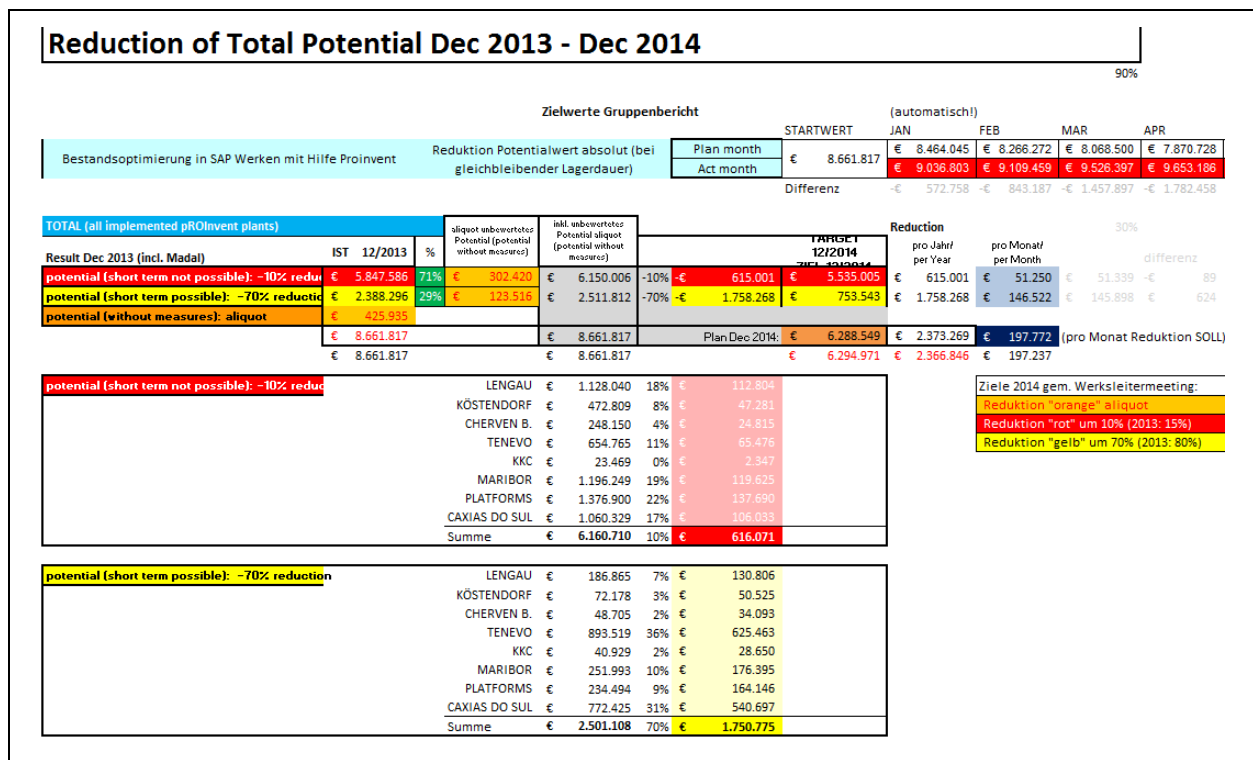 Reduction of Total Potential Dec 2013 - Dec 2014
90%
Zielwerte Gruppenbericht (automatisch!)
STARTWERT JAN FEB MAR APR
Bestandsoptimierung in SAP Werken mit Hilfe Proinvent Reduktion Potentialwert absolut (bei gleichbleibender Lagerdauer) Plan month € 8.661.817 € 8.464.045 € 8.266.272 € 8.068.500 € 7.870.728
Act month € 9.036.803 € 9.109.459 € 9.526.397 € 9.653.186
Differenz -€ 572.758 -€ 843.187 -€ 1.457.897 -€ 1.782.458
TOTAL (all implemented pROInvent plants) aliquot unbewertetes Potential (potential without measures) inkl. unbewertetes Potential aliquot (potential without measures) Reduction 30%
Result Dec 2013 (incl. Madal) IST 12/2013 % TARGET 12/2014 pro Jahr/ per Year pro Monat/ per Month differenz
potential (short term not possible): -10% reduc € 5.847.586 71% € 302.420 € 6.150.006 -10% -€ 615.001 € 5.535.005 € 615.001 € 51.250 € 51.339 -€ 89
potential (short term possible): -70% reductio € 2.388.296 29% € 123.516 € 2.511.812 -70% -€ 1.758.268 € 753.543 € 1.758.268 € 146.522 € 145.898 € 624
potential (without measures): aliquot € 425.935
€ 8.661.817 € 8.661.817 Plan Dec 2014: € 6.288.549 € 2.373.269 € 197.772 (pro Monat Reduktion SOLL)
€ 8.661.817 € 8.661.817 € 6.294.971 € 2.366.846 € 197.237
potential (short term not possible): -10% reduc LENGAU € 1.128.040 18% € 112.804 Ziele 2014 gem. Werksleitermeeting:
KÖSTENDORF € 472.809 8% € 47.281 Reduktion "orange" aliquot
CHERVEN B. € 248.150 4% € 24.815 Reduktion "rot" um 10% (2013: 15%)
TENEVO € 654.765 11% € 65.476 Reduktion "gelb" um 70% (2013: 80%)
KKC € 23.469 0% € 2.347
MARIBOR € 1.196.249 19% € 119.625
PLATFORMS € 1.376.900 22% € 137.690
CAXIAS DO SUL € 1.060.329 17% € 106.033
Summe € 6.160.710 10% € 616.071
potential (short term possible): -70% reduction LENGAU € 186.865 7% € 130.806
KÖSTENDORF € 72.178 3% € 50.525
CHERVEN B. € 48.705 2% € 34.093
TENEVO € 893.519 36% € 625.463
KKC € 40.929 2% € 28.650
MARIBOR € 251.993 10% € 176.395
PLATFORMS € 234.494 9% € 164.146
CAXIAS DO SUL € 772.425 31% € 540.697
Summe € 2.501.108 70% € 1.750.775